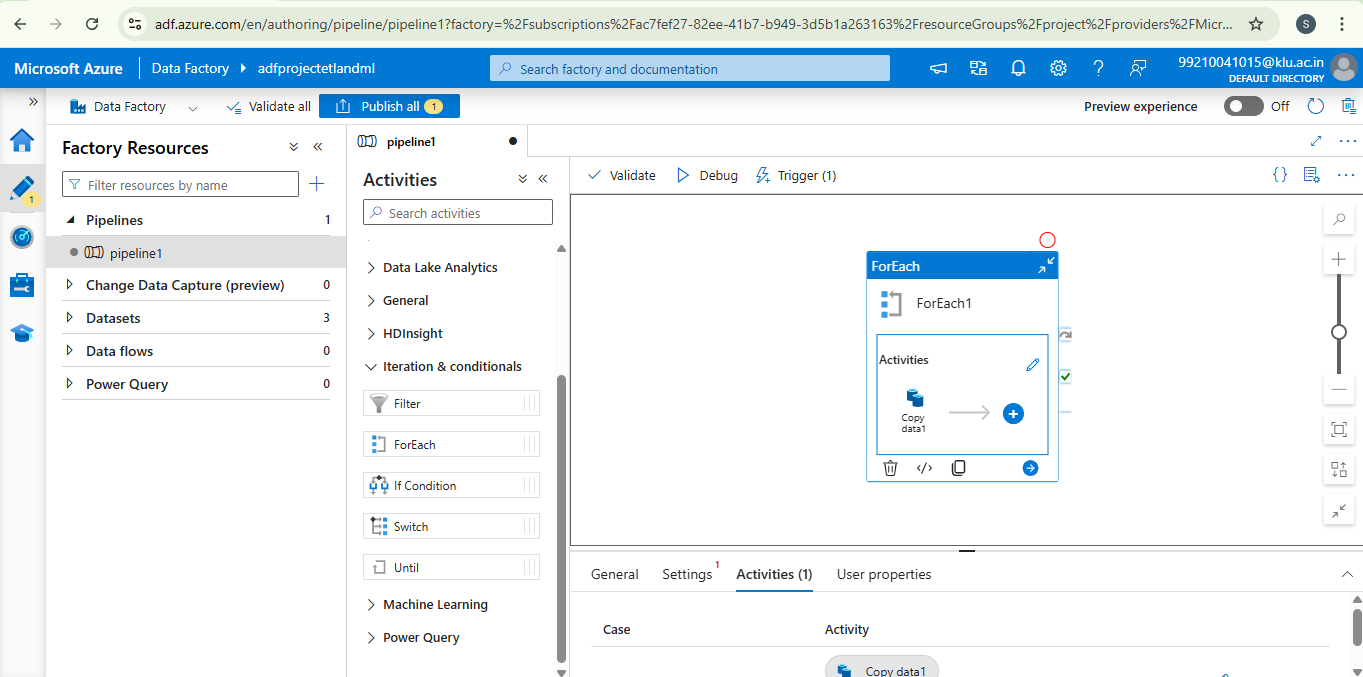 adf.azure.com/en/authoring/pipeline/pipeline1?factory=%2Fsubscriptions%2Fac7fef27-82ee-41b7-b949-3d5b1a263163%2FresourceGroups%2Fproject%2Fproviders%2FMicr...
S
Microsoft Azure
Data Factory
adfprojectetlandml
Search factory and documentation
99210041015@klu.ac.in
DEFAULT DIRECTORY
Data Factory
Validate all
Publish all 1
Preview experience
Off
1
Factory Resources
Filter resources by name
Pipelines 1
pipeline1
Change Data Capture (preview) 0
Datasets 3
Data flows 0
Power Query 0
pipeline1
Activities
Search activities
Data Lake Analytics
General
HDInsight
Iteration & conditionals
Filter
ForEach
If Condition
Switch
Until
Machine Learning
Power Query
Validate
Debug
Trigger (1)
{}
ForEach
ForEach1
Activities
Copy
data1
</>
General
Settings 1
Activities (1)
User properties
Case
Activity
Copy data1